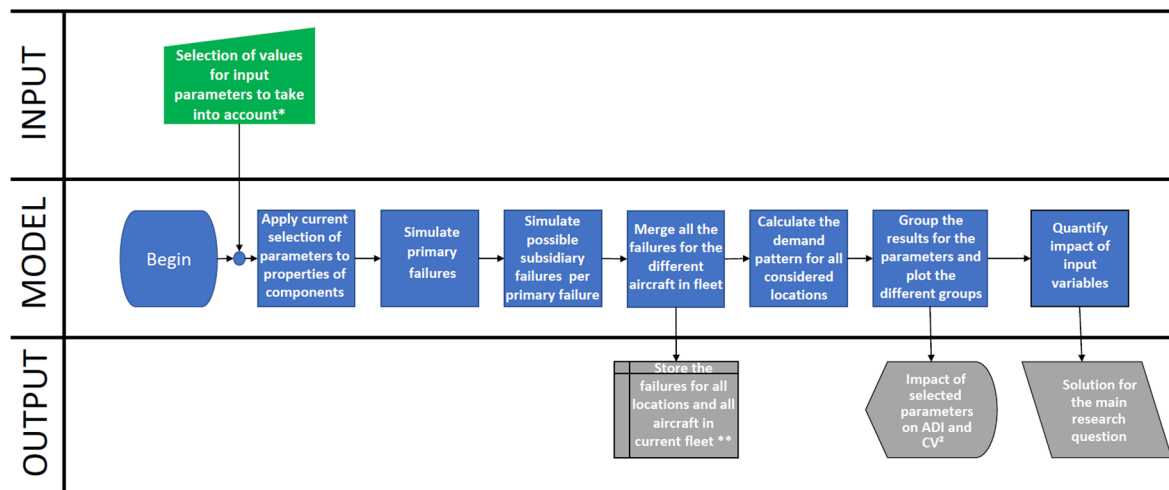 INPUT
Selection of values
for input
parameters to take
into account*
MODEL
Begin
Apply current
selection of
parameters to
properties of
components
Simulate
primary
failures
Simulate
possible
subsidiary
failures per
primary failure
Merge all the
failures for the
different
aircraft in fleet
Calculate the
demand
pattern for all
considered
locations
Group the
results for the
parameters and
plot the
different groups
Quantify
impact of
input
variables
OUTPUT
Store the
failures for all
locations and all
aircraft in
current fleet **
Impact of
selected
parameters
on ADI and
CV²
Solution for
the main
research
question